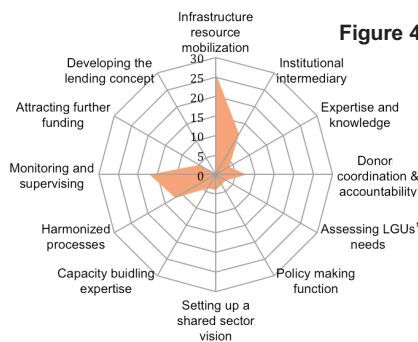 Figure 4
Infrastructure
resource
mobilization
Institutional
intermediary
Expertise and
knowledge
Donor
coordination &
accountability
Assessing LGUs'
needs
Policy making
function
Setting up a
shared sector
vision
Capacity buidling
expertise
Harmonized
processes
Monitoring and
supervising
Attracting further
funding
Developing the
lending concept
30
25
20
15
10
5
0